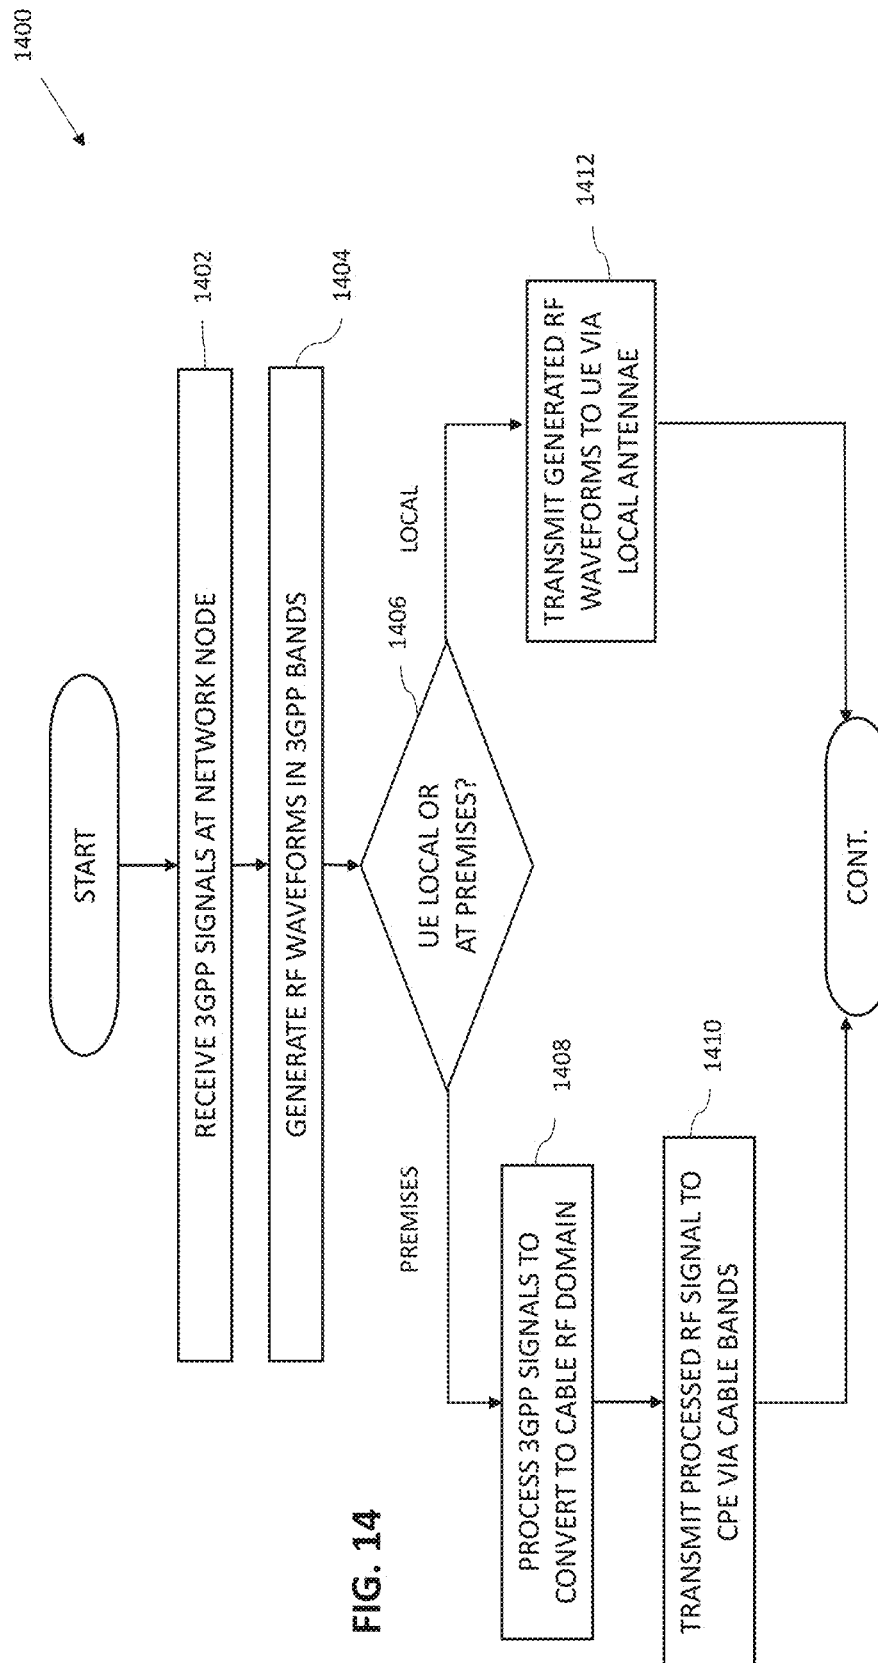 1400
START
RECEIVE 3GPP SIGNALS AT NETWORK NODE
1402
GENERATE RF WAVEFORMS IN 3GPP BANDS
1404
UE LOCAL OR
AT PREMISES?
1406
PREMISES
LOCAL
PROCESS 3GPP SIGNALS TO
CONVERT TO CABLE RF DOMAIN
1408
TRANSMIT GENERATED RF
WAVEFORMS TO UE VIA
LOCAL ANTENNAE
1412
TRANSMIT PROCESSED RF SIGNAL TO
CPE VIA CABLE BANDS
1410
CONT.
FIG. 14